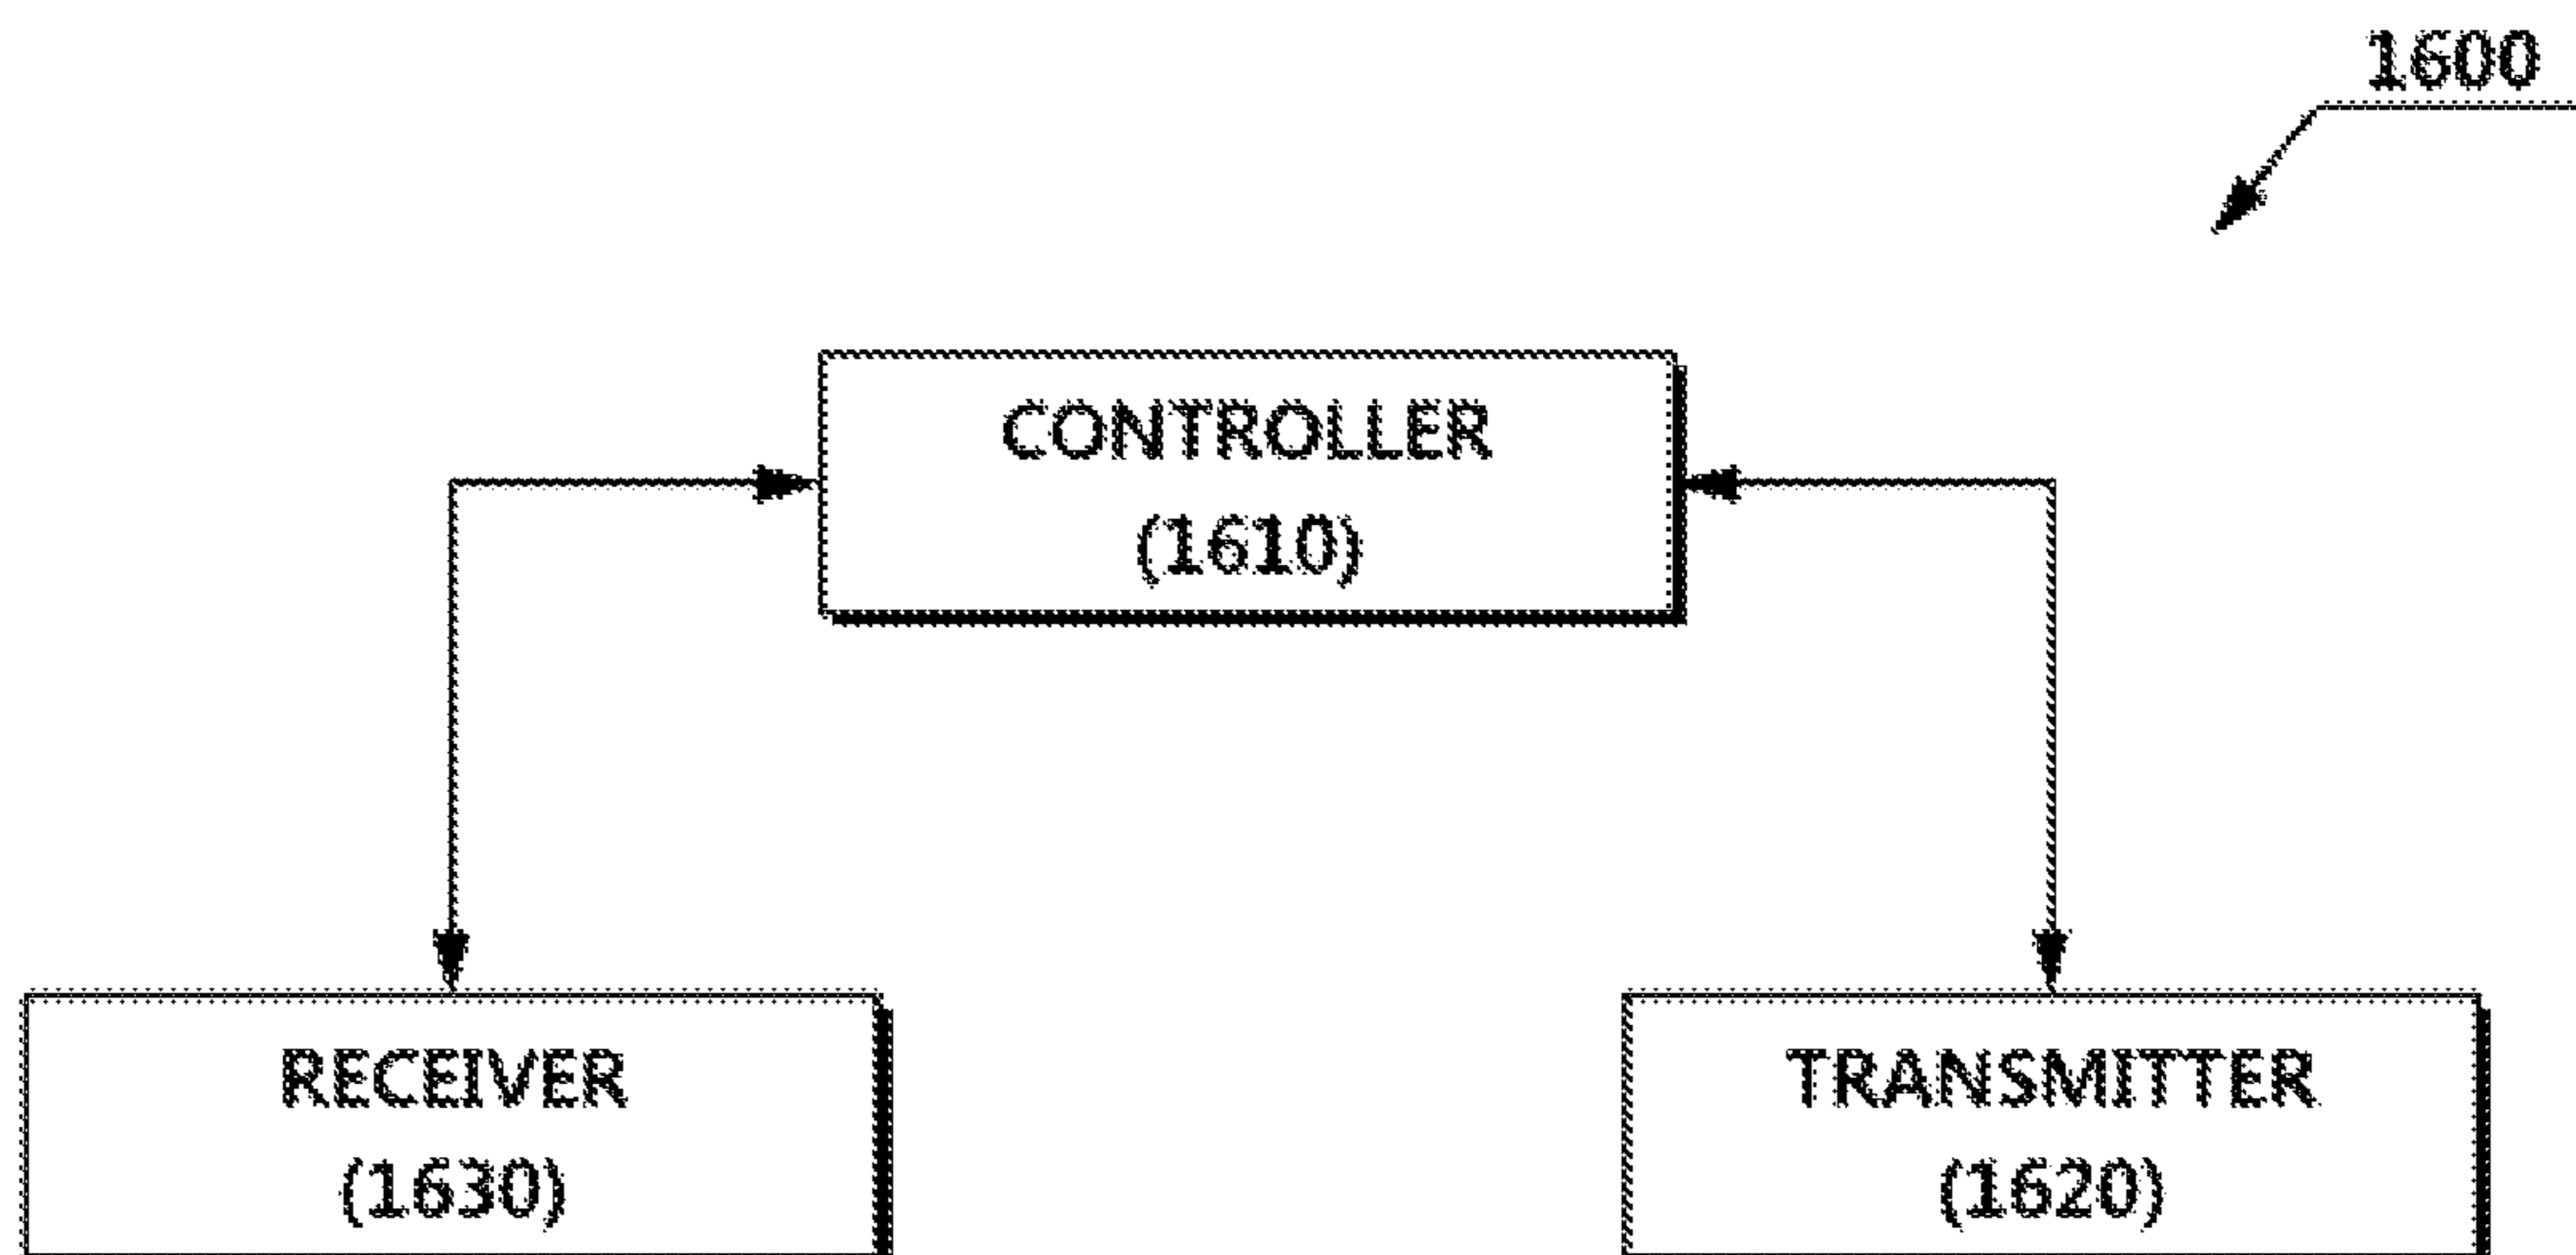 1600
CONTROLLER
(1610)
RECEIVER
(1630)
TRANSMITTER
(1620)